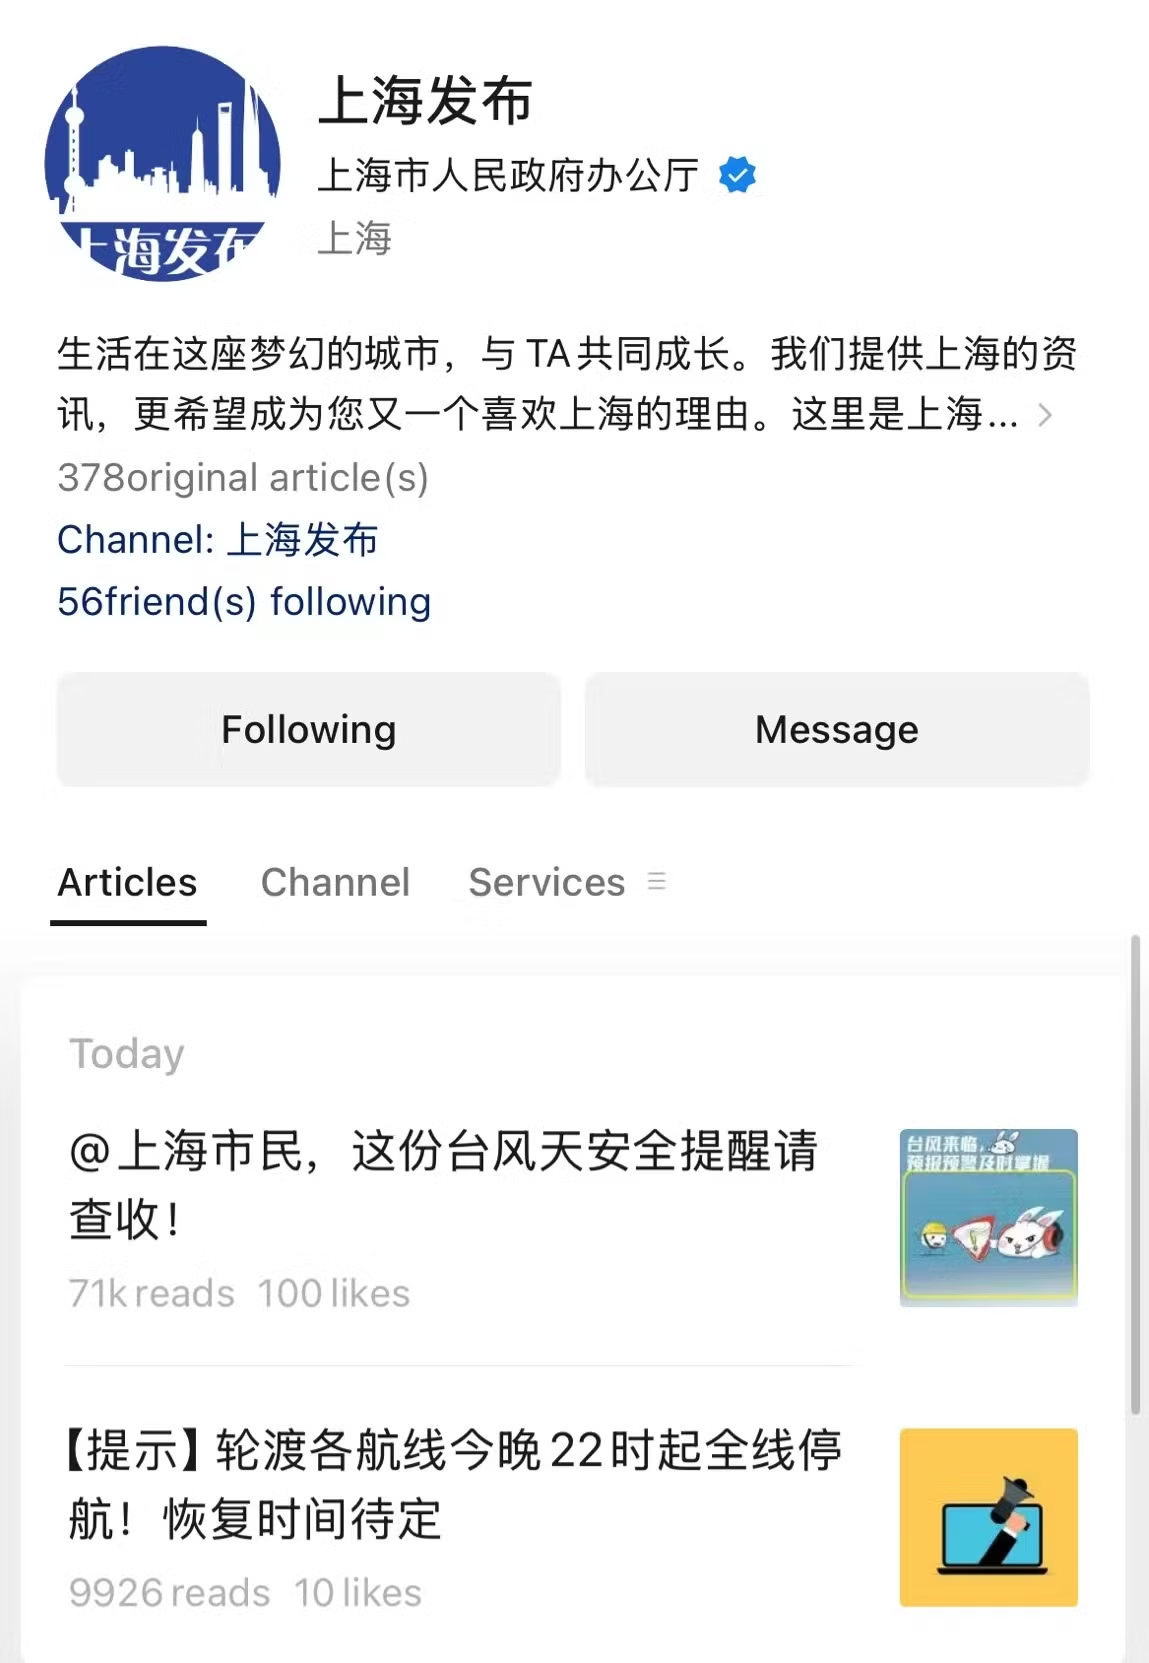 上海发布
上海市人民政府办公厅
上海
上海发布
生活在这座梦幻的城市，与TA共同成长。我们提供上海的资
讯，更希望成为您又一个喜欢上海的理由。这里是上海...
378original article(s)
Channel: 上海发布
56friend(s) following
Following
Message
Articles
Channel
Services
Today
@上海市民，这份台风天安全提醒请
查收！
71k reads 100 likes
台风来临，
预报预警及时掌握
【提示】轮渡各航线今晚22时起全线停
航！恢复时间待定
9926 reads 10 likes